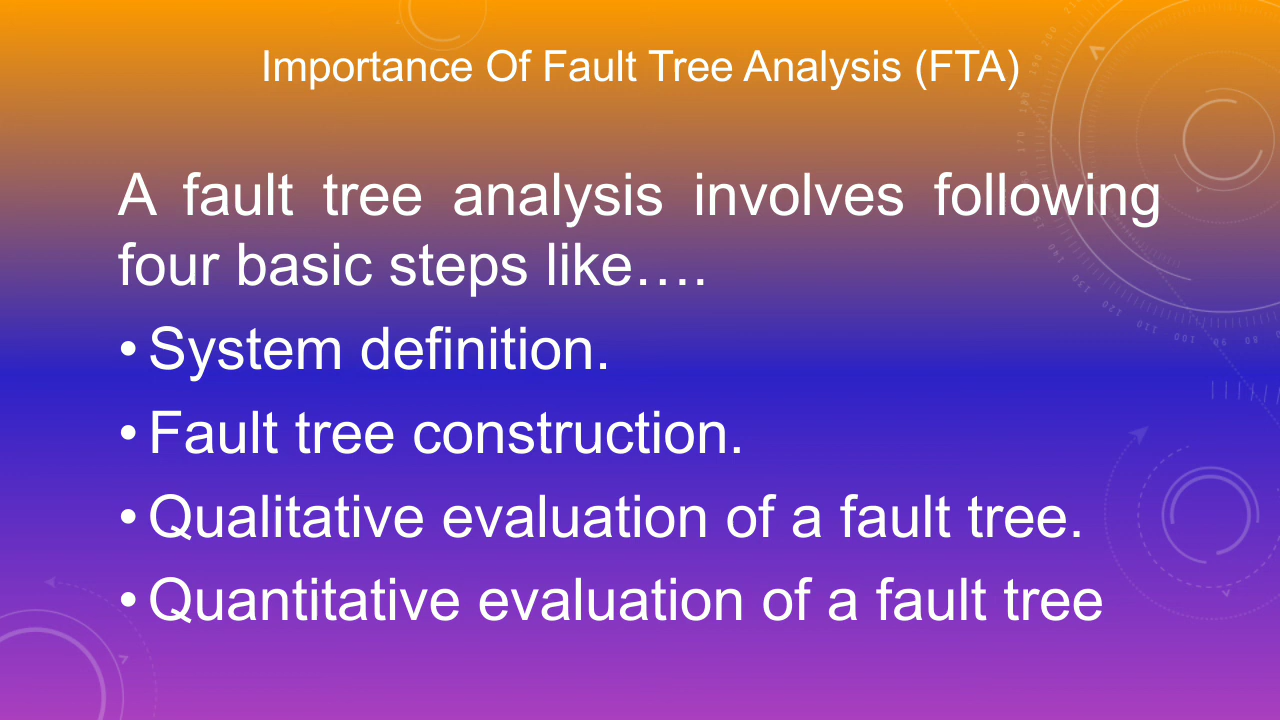 Importance Of Fault Tree Analysis (FTA)
A fault tree analysis involves following
four basic steps like….
• System definition.
• Fault tree construction.
• Qualitative evaluation of a fault tree.
• Quantitative evaluation of a fault tree